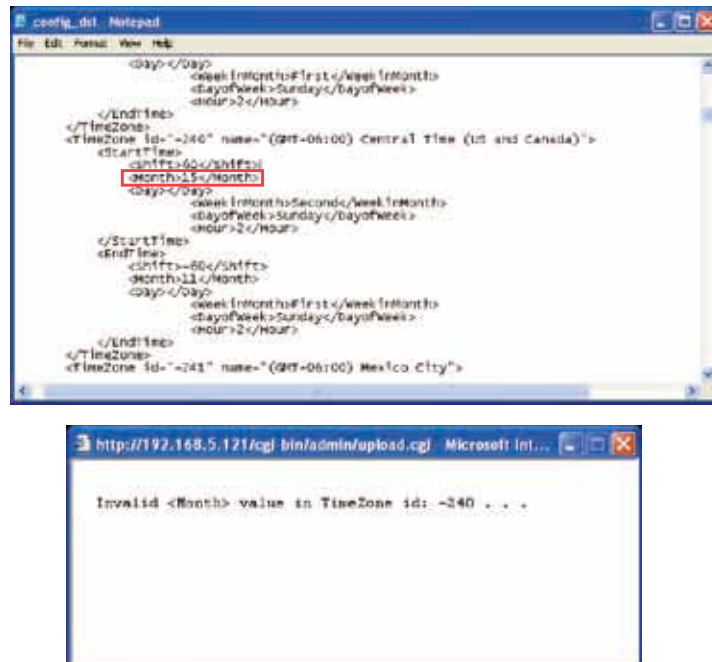 config_dst - Notepad
File Edit Format View Help
<Day></Day>
<WeekInMonth>First</WeekInMonth>
<DayofWeek>Sunday</DayofWeek>
<Hour>2</Hour>
</EndTime>
</TimeZone>
<TimeZone id="-240" name="(GMT-06:00) Central Time (US and Canada)">
<StartTime>
<Shift>60</Shift>
<Month>15</Month>
<Day></Day>
<WeekInMonth>Second</WeekInMonth>
<DayofWeek>Sunday</DayofWeek>
<Hour>2</Hour>
</StartTime>
<EndTime>
<Shift>-60</Shift>
<Month>11</Month>
<Day></Day>
<WeekInMonth>First</WeekInMonth>
<DayofWeek>Sunday</DayofWeek>
<Hour>2</Hour>
</EndTime>
</TimeZone>
<TimeZone id="-241" name="(GMT-06:00) Mexico City">
http://192.168.5.121/cgi-bin/admin/upload.cgi - Microsoft Int...
Invalid <Month> value in TimeZone id: -240 . . .